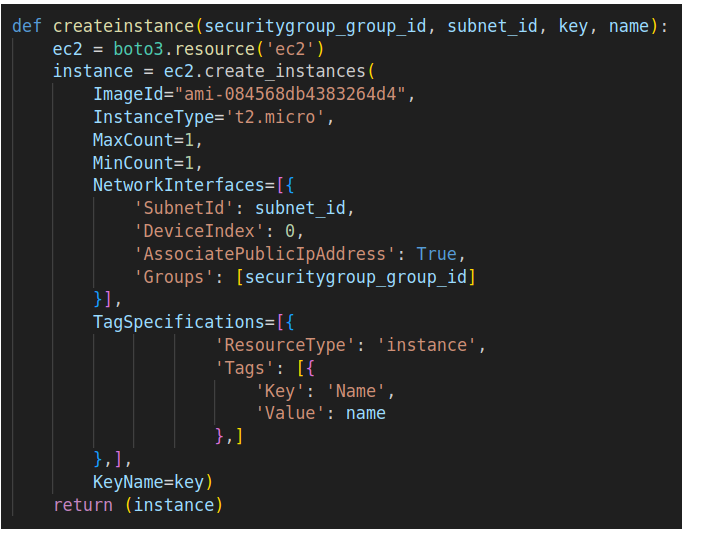 def createinstance(securitygroup_group_id, subnet_id, key, name):
    ec2 = boto3.resource('ec2')
    instance = ec2.create_instances(
        ImageId="ami-084568db4383264d4",
        InstanceType='t2.micro',
        MaxCount=1,
        MinCount=1,
        NetworkInterfaces=[{
            'SubnetId': subnet_id,
            'DeviceIndex': 0,
            'AssociatePublicIpAddress': True,
            'Groups': [securitygroup_group_id]
        }],
        TagSpecifications=[{
                    'ResourceType': 'instance',
                    'Tags': [{
                        'Key': 'Name',
                        'Value': name
                    },]
        },],
        KeyName=key)
    return (instance)